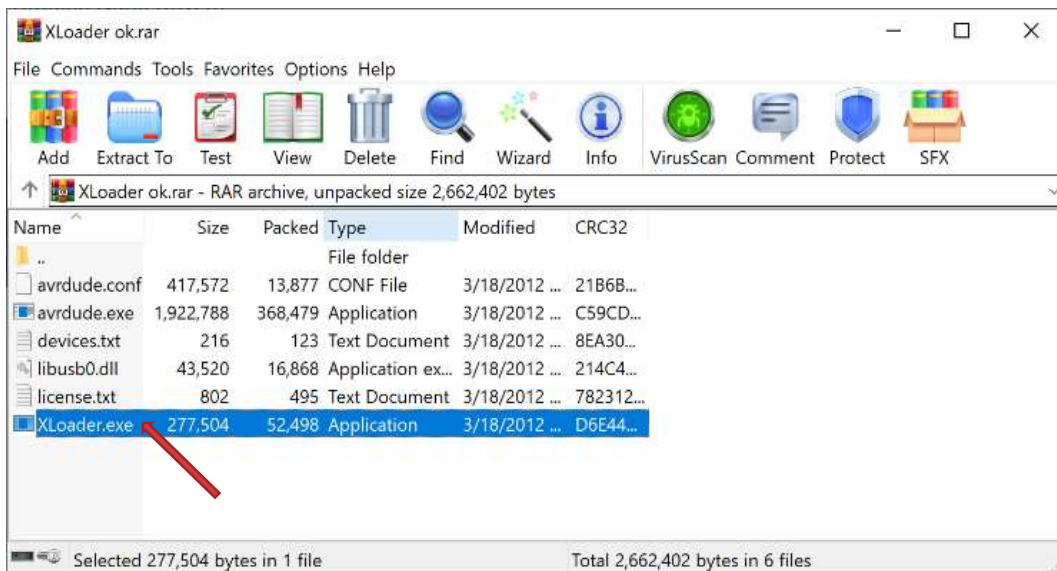 XLoader ok.rar
File Commands Tools Favorites Options Help
Add Extract To Test View Delete Find Wizard Info VirusScan Comment Protect SFX
XLoader ok.rar - RAR archive, unpacked size 2,662,402 bytes
Name Size Packed Type Modified CRC32
.. File folder
avrdude.conf 417,572 13,877 CONF File 3/18/2012 ... 21B6B...
avrdude.exe 1,922,788 368,479 Application 3/18/2012 ... C59CD...
devices.txt 216 123 Text Document 3/18/2012 ... 8EA30...
libusb0.dll 43,520 16,868 Application ex... 3/18/2012 ... 214C4...
license.txt 802 495 Text Document 3/18/2012 ... 782312...
XLoader.exe 277,504 52,498 Application 3/18/2012 ... D6E44...
Selected 277,504 bytes in 1 file Total 2,662,402 bytes in 6 files